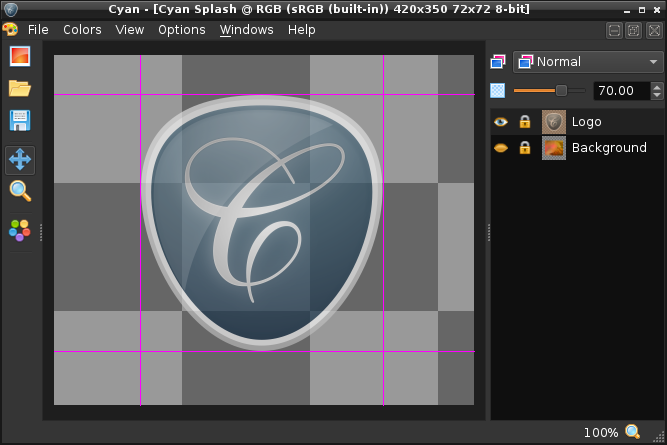 Cyan - [Cyan Splash @ RGB (sRGB (built-in)) 420x350 72x72 8-bit]
File Colors View Options Windows Help
Normal
70.00
Logo
Background
C
100%